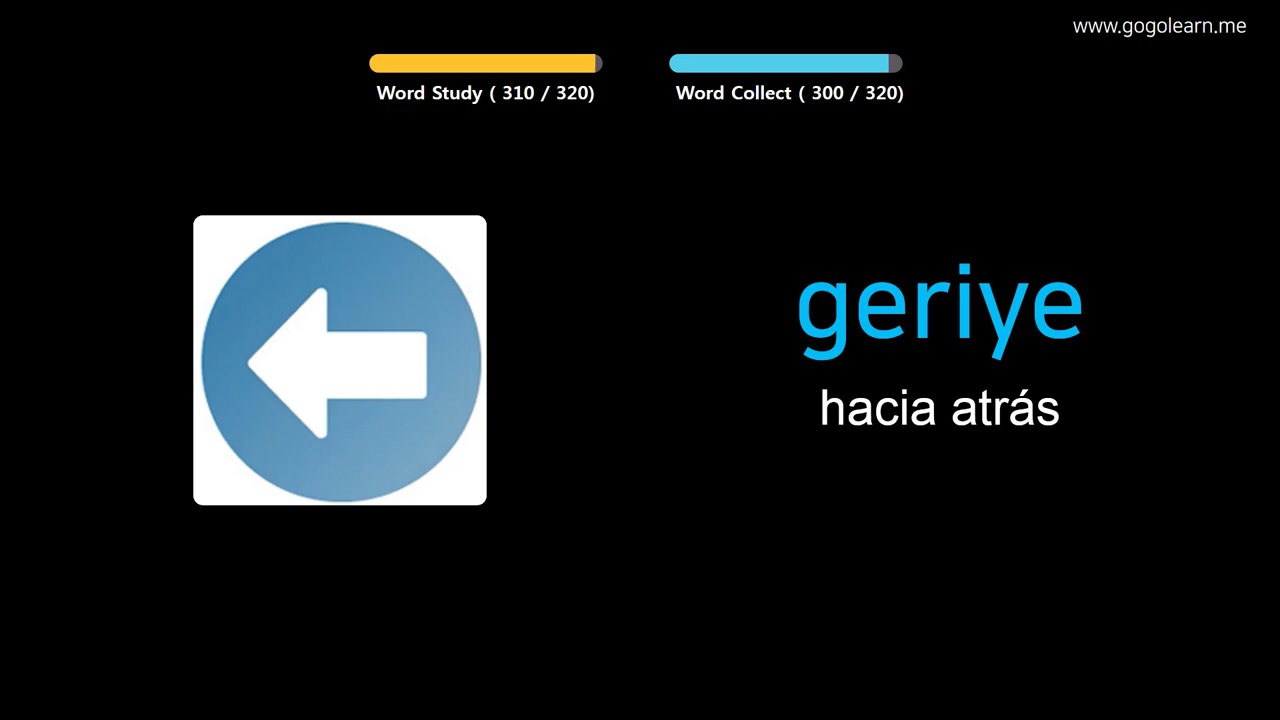 www.gogolearn.me
Word Study ( 310 / 320)
Word Collect ( 300 / 320)
geriye
hacia atrás